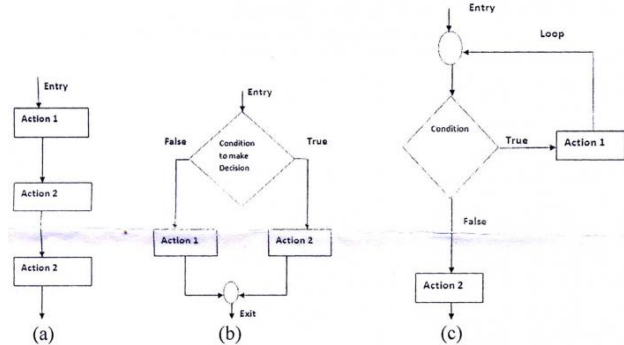 Entry
Action 1
Action 2
Action 2
(a)
Entry
False
True
Condition
to make
Decision
Action 1
Action 2
Exit
(b)
Entry
Loop
Condition
True
Action 1
False
Action 2
(c)